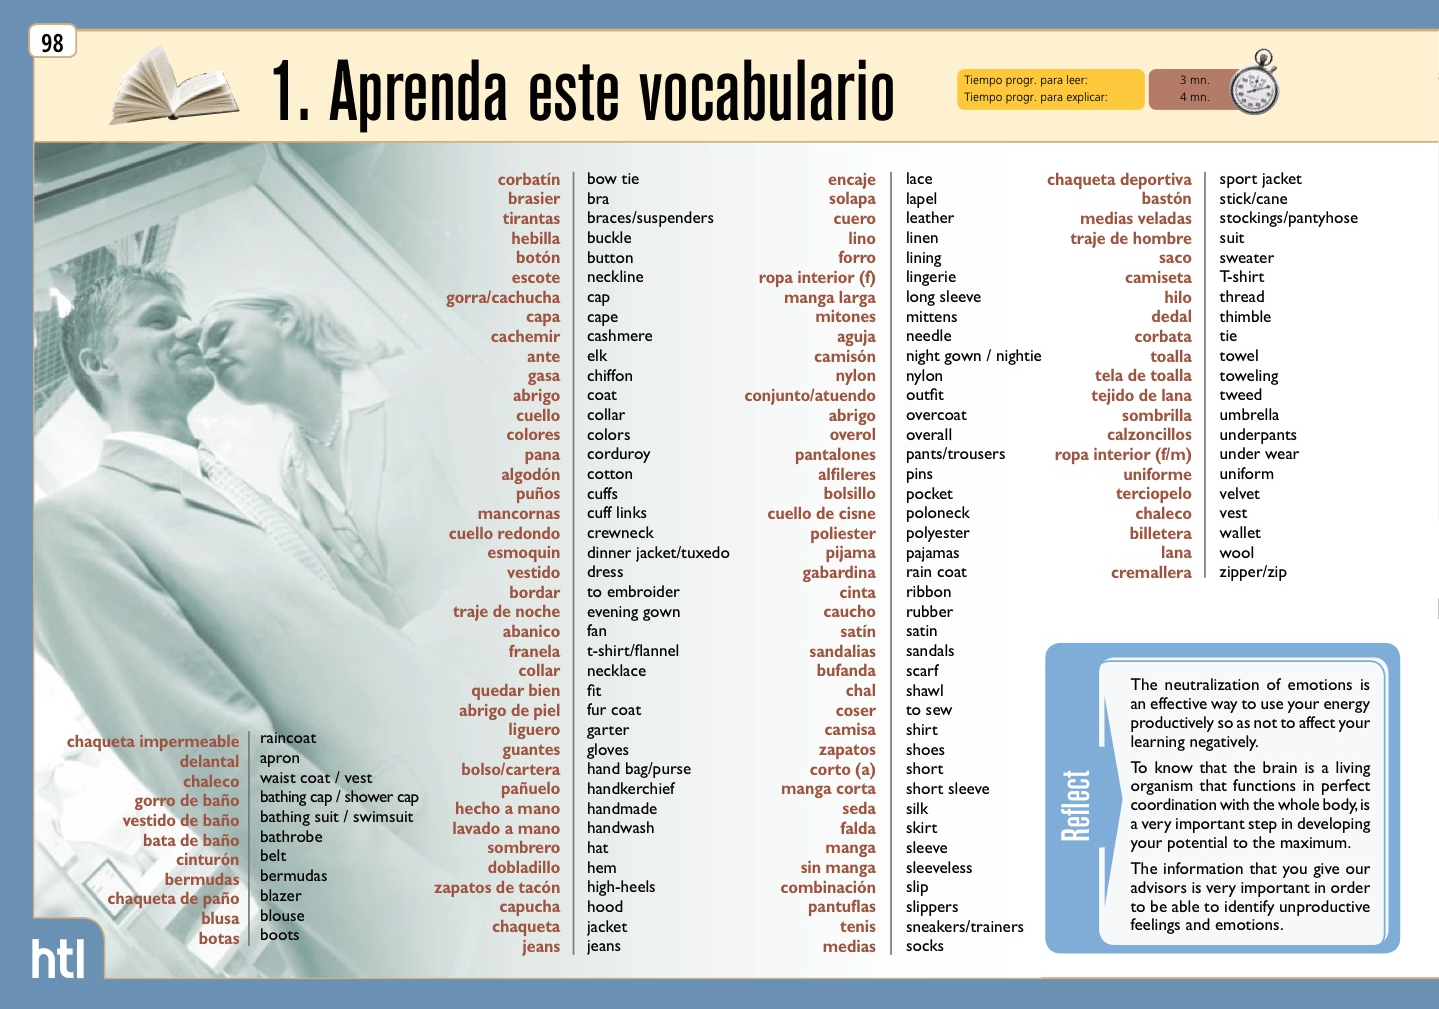 98
1. Aprenda este vocabulario
Tiempo progr. para leer: 3 mn.
Tiempo progr. para explicar: 4 mn.
chaqueta impermeable raincoat
delantal apron
chaleco waist coat / vest
gorro de baño bathing cap / shower cap
vestido de baño bathing suit / swimsuit
bata de baño bathrobe
cinturón belt
bermudas bermudas
chaqueta de paño blazer
blusa blouse
botas boots
corbatín bow tie
brasier bra
tirantas braces/suspenders
hebilla buckle
botón button
escote neckline
gorra/cachucha cap
capa cape
cachemir cashmere
ante elk
gasa chiffon
abrigo coat
cuello collar
colores colors
pana corduroy
algodón cotton
puños cuffs
mancornas cuff links
cuello redondo crewneck
esmoquin dinner jacket/tuxedo
vestido dress
bordar to embroider
traje de noche evening gown
abanico fan
franela t-shirt/flannel
collar necklace
quedar bien fit
abrigo de piel fur coat
liguero garter
guantes gloves
bolso/cartera hand bag/purse
pañuelo handkerchief
hecho a mano handmade
lavado a mano handwash
sombrero hat
dobladillo hem
zapatos de tacón high-heels
capucha hood
chaqueta jacket
jeans jeans
encaje lace
solapa lapel
cuero leather
lino linen
forro lining
ropa interior (f) lingerie
manga larga long sleeve
mitones mittens
aguja needle
camisón night gown / nightie
nylon nylon
conjunto/atuendo outfit
abrigo overcoat
overol overall
pantalones pants/trousers
alfileres pins
bolsillo pocket
cuello de cisne poloneck
poliester polyester
pijama pajamas
gabardina rain coat
cinta ribbon
caucho rubber
satín satin
sandalias sandals
bufanda scarf
chal shawl
coser to sew
camisa shirt
zapatos shoes
corto (a) short
manga corta short sleeve
seda silk
falda skirt
manga sleeve
sin manga sleeveless
combinación slip
pantuflas slippers
tenis sneakers/trainers
medias socks
chaqueta deportiva sport jacket
bastón stick/cane
medias veladas stockings/pantyhose
traje de hombre suit
saco sweater
camiseta T-shirt
hilo thread
dedal thimble
corbata tie
toalla towel
tela de toalla toweling
tejido de lana tweed
sombrilla umbrella
calzoncillos underpants
ropa interior (f/m) under wear
uniforme uniform
terciopelo velvet
chaleco vest
billetera wallet
lana wool
cremallera zipper/zip
Reflect
The neutralization of emotions is
an effective way to use your energy
productively so as not to affect your
learning negatively.
To know that the brain is a living
organism that functions in perfect
coordination with the whole body, is
a very important step in developing
your potential to the maximum.
The information that you give our
advisors is very important in order
to be able to identify unproductive
feelings and emotions.
htl